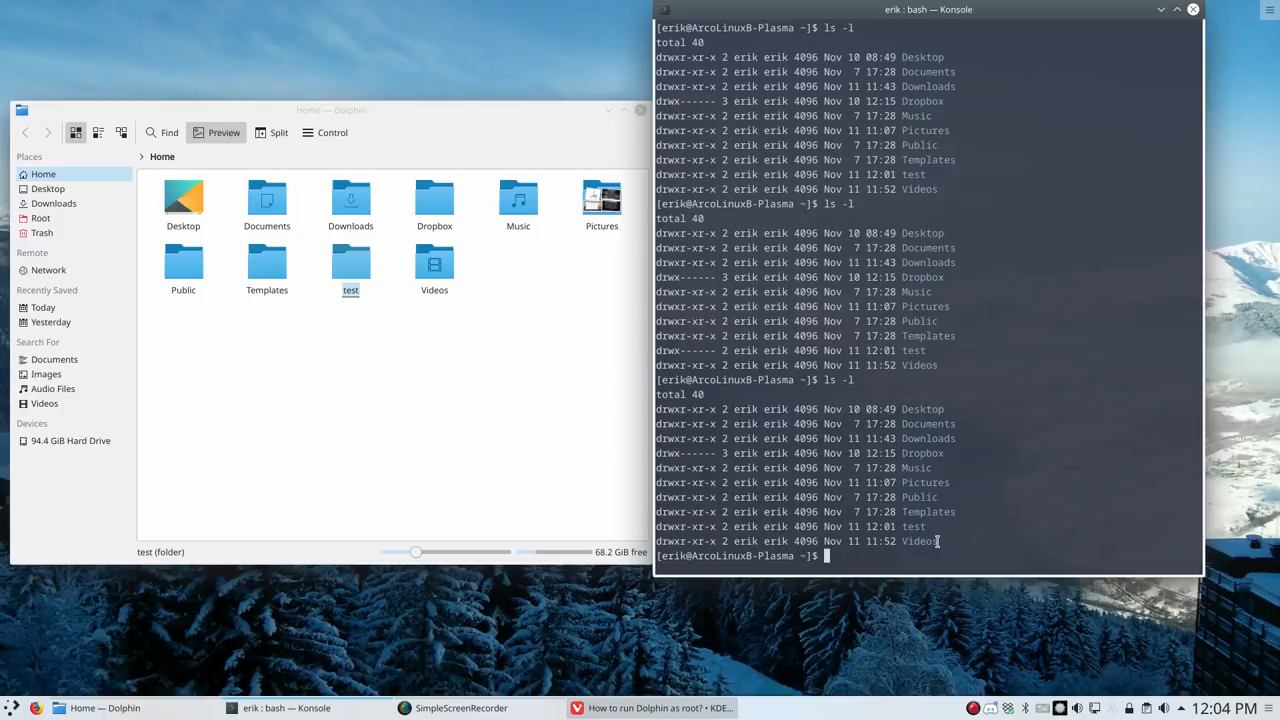 Home — Dolphin
Find
Preview
Split
Control
Places
Home
Desktop
Downloads
Root
Trash
Remote
Network
Recently Saved
Today
Yesterday
Search For
Documents
Images
Audio Files
Videos
Devices
94.4 GiB Hard Drive
Home
Desktop
Documents
Downloads
Dropbox
Music
Pictures
Public
Templates
test
Videos
test (folder)
68.2 GiB free
erik : bash — Konsole
[erik@ArcoLinuxB-Plasma ~]$ ls -l
total 40
drwxr-xr-x 2 erik erik 4096 Nov 10 08:49 Desktop
drwxr-xr-x 2 erik erik 4096 Nov  7 17:28 Documents
drwxr-xr-x 2 erik erik 4096 Nov 11 11:43 Downloads
drwx------ 3 erik erik 4096 Nov 10 12:15 Dropbox
drwxr-xr-x 2 erik erik 4096 Nov  7 17:28 Music
drwxr-xr-x 2 erik erik 4096 Nov 11 11:07 Pictures
drwxr-xr-x 2 erik erik 4096 Nov  7 17:28 Public
drwxr-xr-x 2 erik erik 4096 Nov  7 17:28 Templates
drwxr-xr-x 2 erik erik 4096 Nov 11 12:01 test
drwxr-xr-x 2 erik erik 4096 Nov 11 11:52 Videos
[erik@ArcoLinuxB-Plasma ~]$ ls -l
total 40
drwxr-xr-x 2 erik erik 4096 Nov 10 08:49 Desktop
drwxr-xr-x 2 erik erik 4096 Nov  7 17:28 Documents
drwxr-xr-x 2 erik erik 4096 Nov 11 11:43 Downloads
drwx------ 3 erik erik 4096 Nov 10 12:15 Dropbox
drwxr-xr-x 2 erik erik 4096 Nov  7 17:28 Music
drwxr-xr-x 2 erik erik 4096 Nov 11 11:07 Pictures
drwxr-xr-x 2 erik erik 4096 Nov  7 17:28 Public
drwxr-xr-x 2 erik erik 4096 Nov  7 17:28 Templates
drwx------ 2 erik erik 4096 Nov 11 12:01 test
drwxr-xr-x 2 erik erik 4096 Nov 11 11:52 Videos
[erik@ArcoLinuxB-Plasma ~]$ ls -l
total 40
drwxr-xr-x 2 erik erik 4096 Nov 10 08:49 Desktop
drwxr-xr-x 2 erik erik 4096 Nov  7 17:28 Documents
drwxr-xr-x 2 erik erik 4096 Nov 11 11:43 Downloads
drwx------ 3 erik erik 4096 Nov 10 12:15 Dropbox
drwxr-xr-x 2 erik erik 4096 Nov  7 17:28 Music
drwxr-xr-x 2 erik erik 4096 Nov 11 11:07 Pictures
drwxr-xr-x 2 erik erik 4096 Nov  7 17:28 Public
drwxr-xr-x 2 erik erik 4096 Nov  7 17:28 Templates
drwxr-xr-x 2 erik erik 4096 Nov 11 12:01 test
drwxr-xr-x 2 erik erik 4096 Nov 11 11:52 Videos
[erik@ArcoLinuxB-Plasma ~]$
Home — Dolphin
erik : bash — Konsole
SimpleScreenRecorder
How to run Dolphin as root? • KDE...
12:04 PM